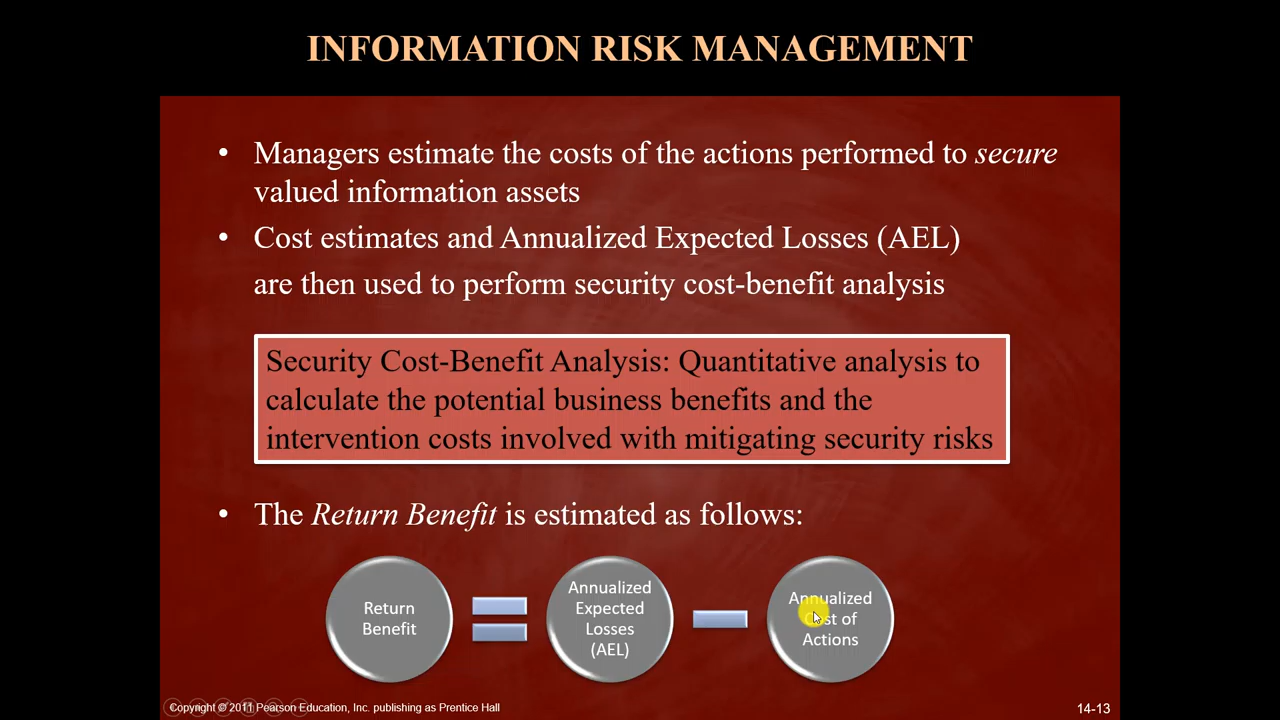 INFORMATION RISK MANAGEMENT
• Managers estimate the costs of the actions performed to secure
valued information assets
• Cost estimates and Annualized Expected Losses (AEL)
are then used to perform security cost-benefit analysis
Security Cost-Benefit Analysis: Quantitative analysis to
calculate the potential business benefits and the
intervention costs involved with mitigating security risks
• The Return Benefit is estimated as follows:
Return
Benefit
=
Annualized
Expected
Losses
(AEL)
-
Annualized
Cost of
Actions
Copyright © 2011 Pearson Education, Inc. publishing as Prentice Hall
14-13